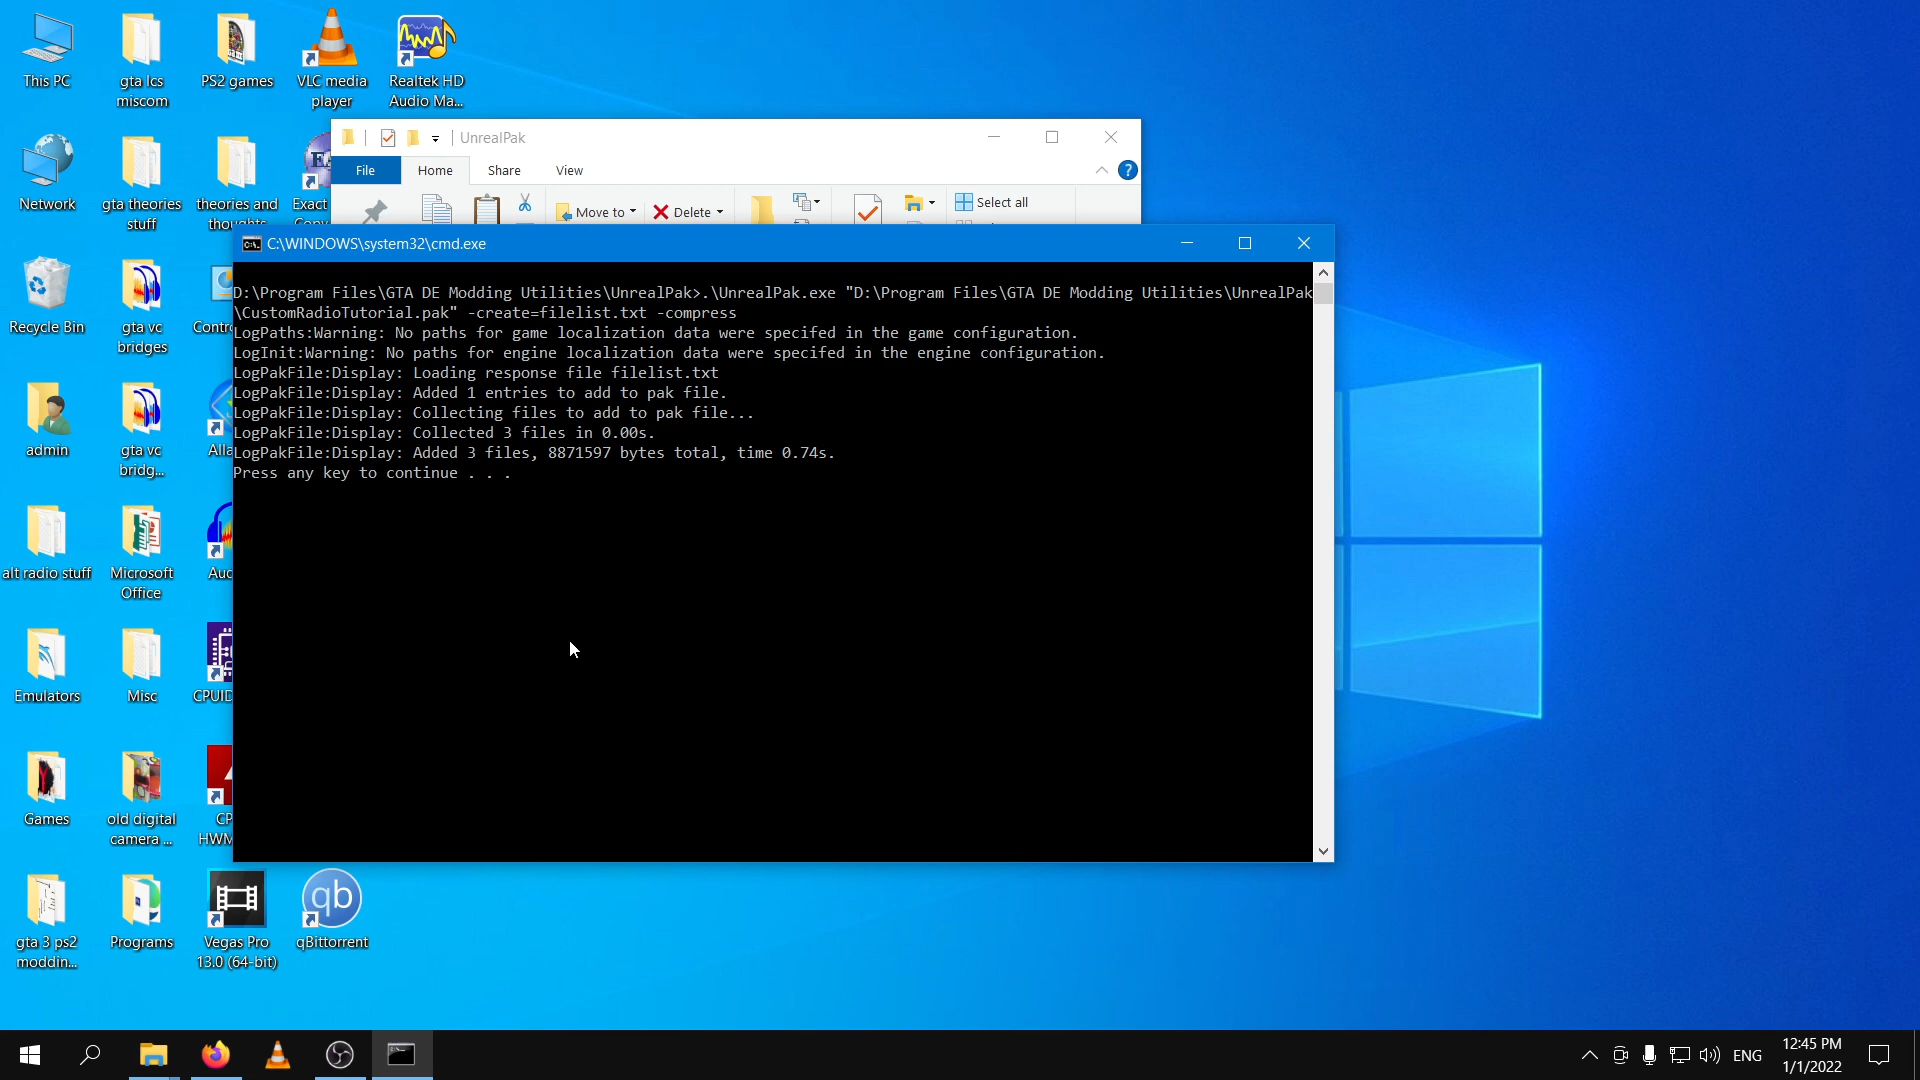 This PC
gta lcs
miscom
PS2 games
VLC media
player
Realtek HD
Audio Ma...
Network
gta theories
stuff
theories and
Exact
Recycle Bin
gta vc
bridges
admin
gta vc
bridg...
alt radio stuff
Microsoft
Office
Emulators
Misc
CPUID
Games
old digital
camera ...
gta 3 ps2
moddin...
Programs
Vegas Pro
13.0 (64-bit)
qb
qBittorrent
UnrealPak
File
Home
Share
View
?
Move to
Delete
Select all
C:\WINDOWS\system32\cmd.exe
D:\Program Files\GTA DE Modding Utilities\UnrealPak>.\UnrealPak.exe "D:\Program Files\GTA DE Modding Utilities\UnrealPak
\CustomRadioTutorial.pak" -create=filelist.txt -compress
LogPaths:Warning: No paths for game localization data were specifed in the game configuration.
LogInit:Warning: No paths for engine localization data were specifed in the engine configuration.
LogPakFile:Display: Loading response file filelist.txt
LogPakFile:Display: Added 1 entries to add to pak file.
LogPakFile:Display: Collecting files to add to pak file...
LogPakFile:Display: Collected 3 files in 0.00s.
LogPakFile:Display: Added 3 files, 8871597 bytes total, time 0.74s.
Press any key to continue . . .
ENG
12:45 PM
1/1/2022